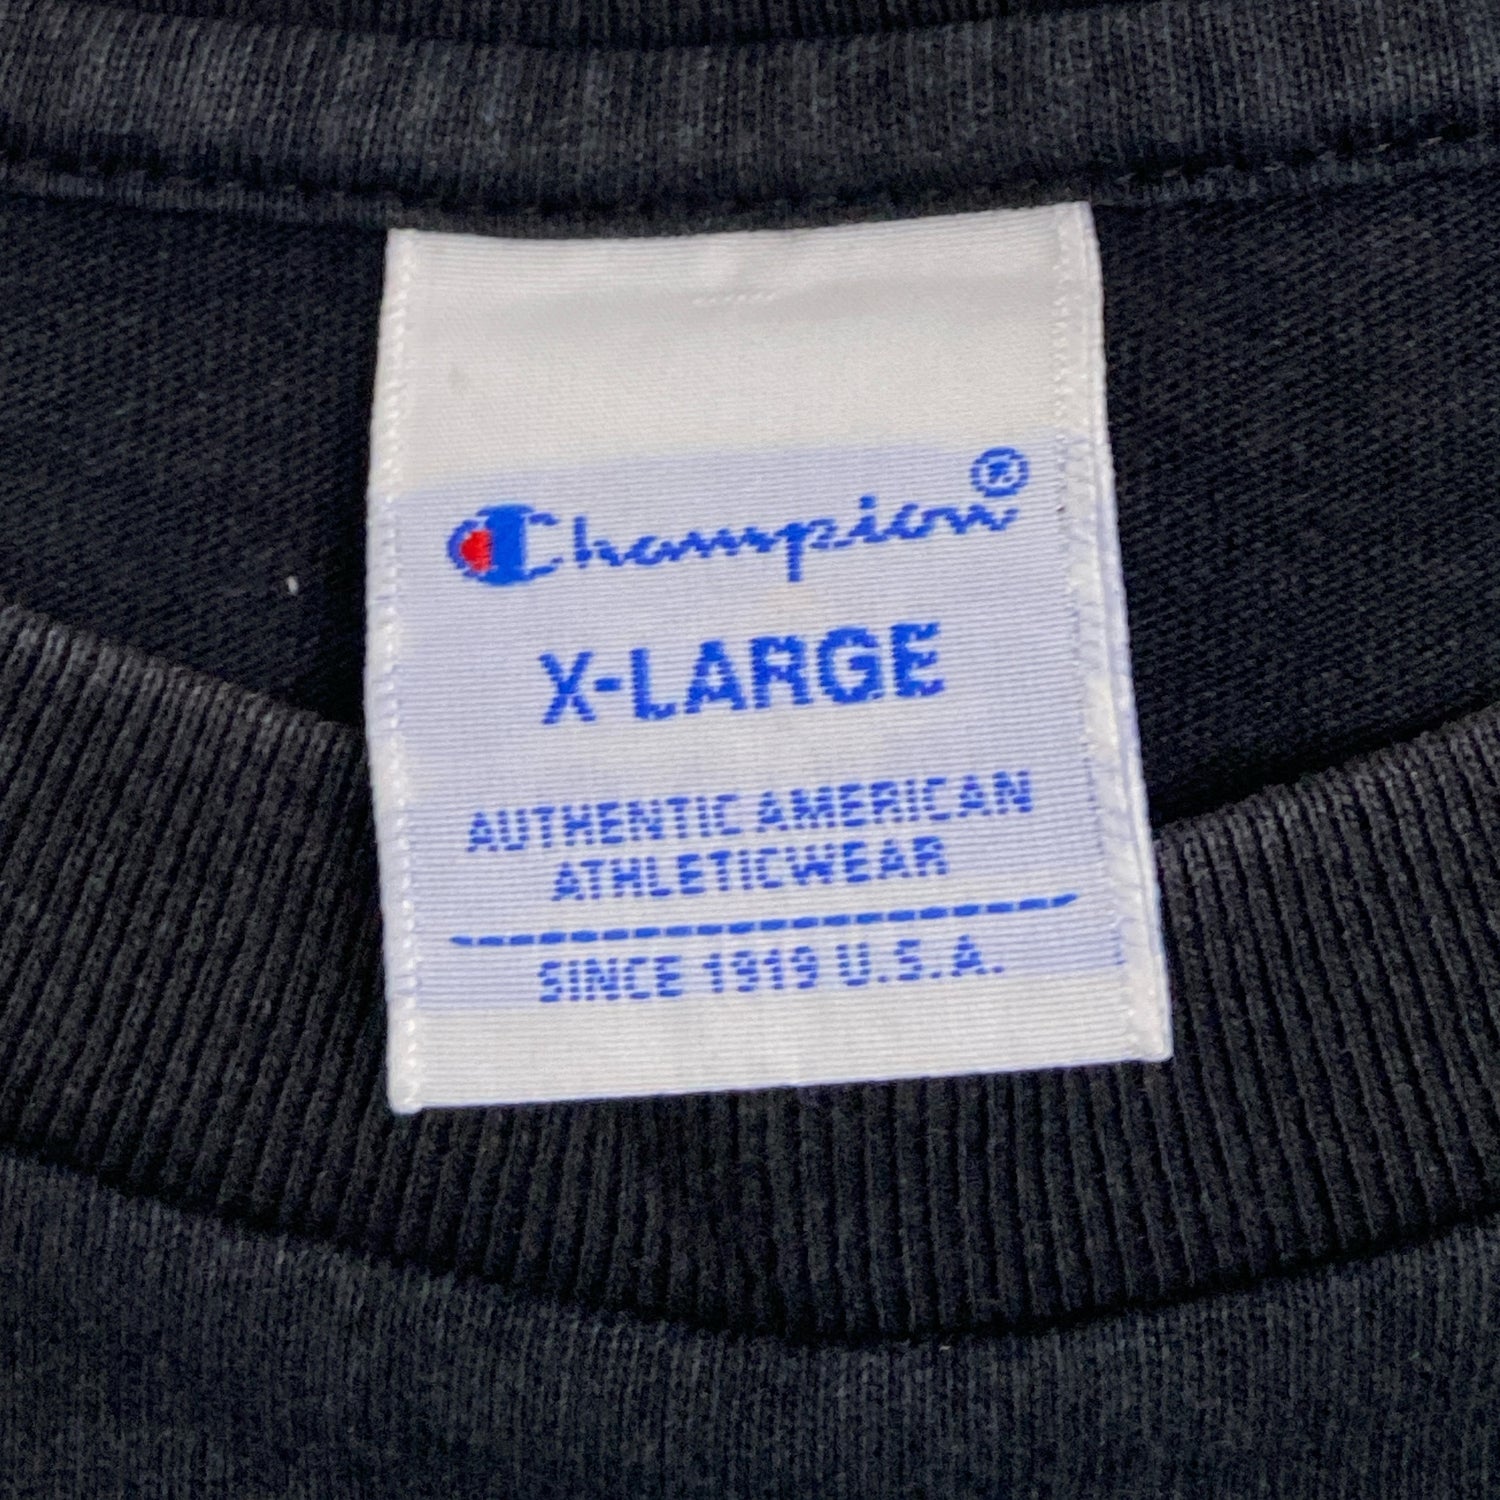 Champion®
X-LARGE
AUTHENTIC AMERICAN
ATHLETICWEAR
SINCE 1919 U.S.A.